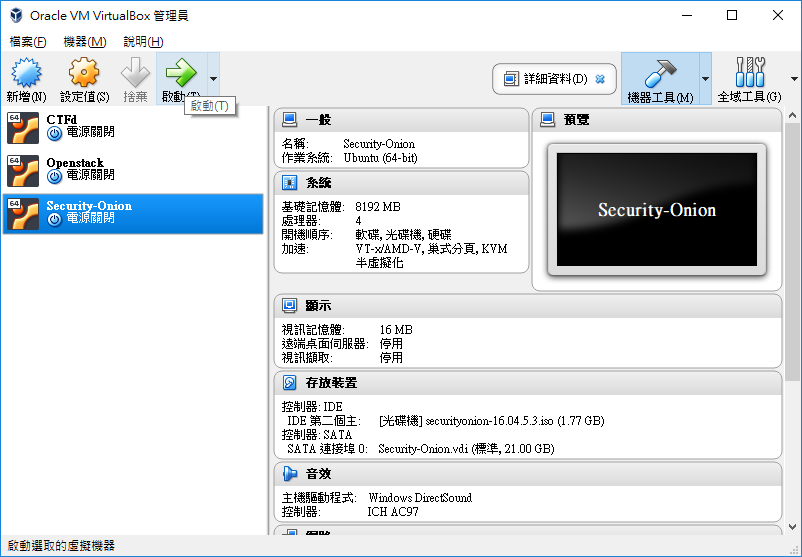 Oracle VM VirtualBox 管理員
檔案(F) 機器(M) 說明(H)
新增(N) 設定值(S) 捨棄 啟動(T) 詳細資料(D) 機器工具(M) 全域工具(G)
啟動(T)
64 CTFd
電源關閉
64 Openstack
電源關閉
64 Security-Onion
電源關閉
一般
名稱: Security-Onion
作業系統: Ubuntu (64-bit)
系統
基礎記憶體: 8192 MB
處理器: 4
開機順序: 軟碟, 光碟機, 硬碟
加速: VT-x/AMD-V, 巢式分頁, KVM
半虛擬化
預覽
Security-Onion
顯示
視訊記憶體: 16 MB
遠端桌面伺服器: 停用
視訊擷取: 停用
存放裝置
控制器: IDE
IDE 第二個主: [光碟機] securityonion-16.04.5.3.iso (1.77 GB)
控制器: SATA
SATA 連接埠 0: Security-Onion.vdi (標準, 21.00 GB)
音效
主機驅動程式: Windows DirectSound
控制器: ICH AC97
啟動選取的虛擬機器